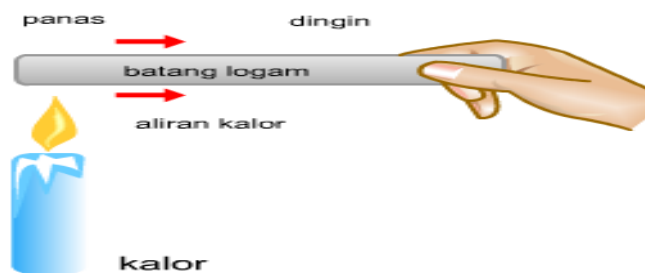 panas
dingin
batang logam
aliran kalor
kalor